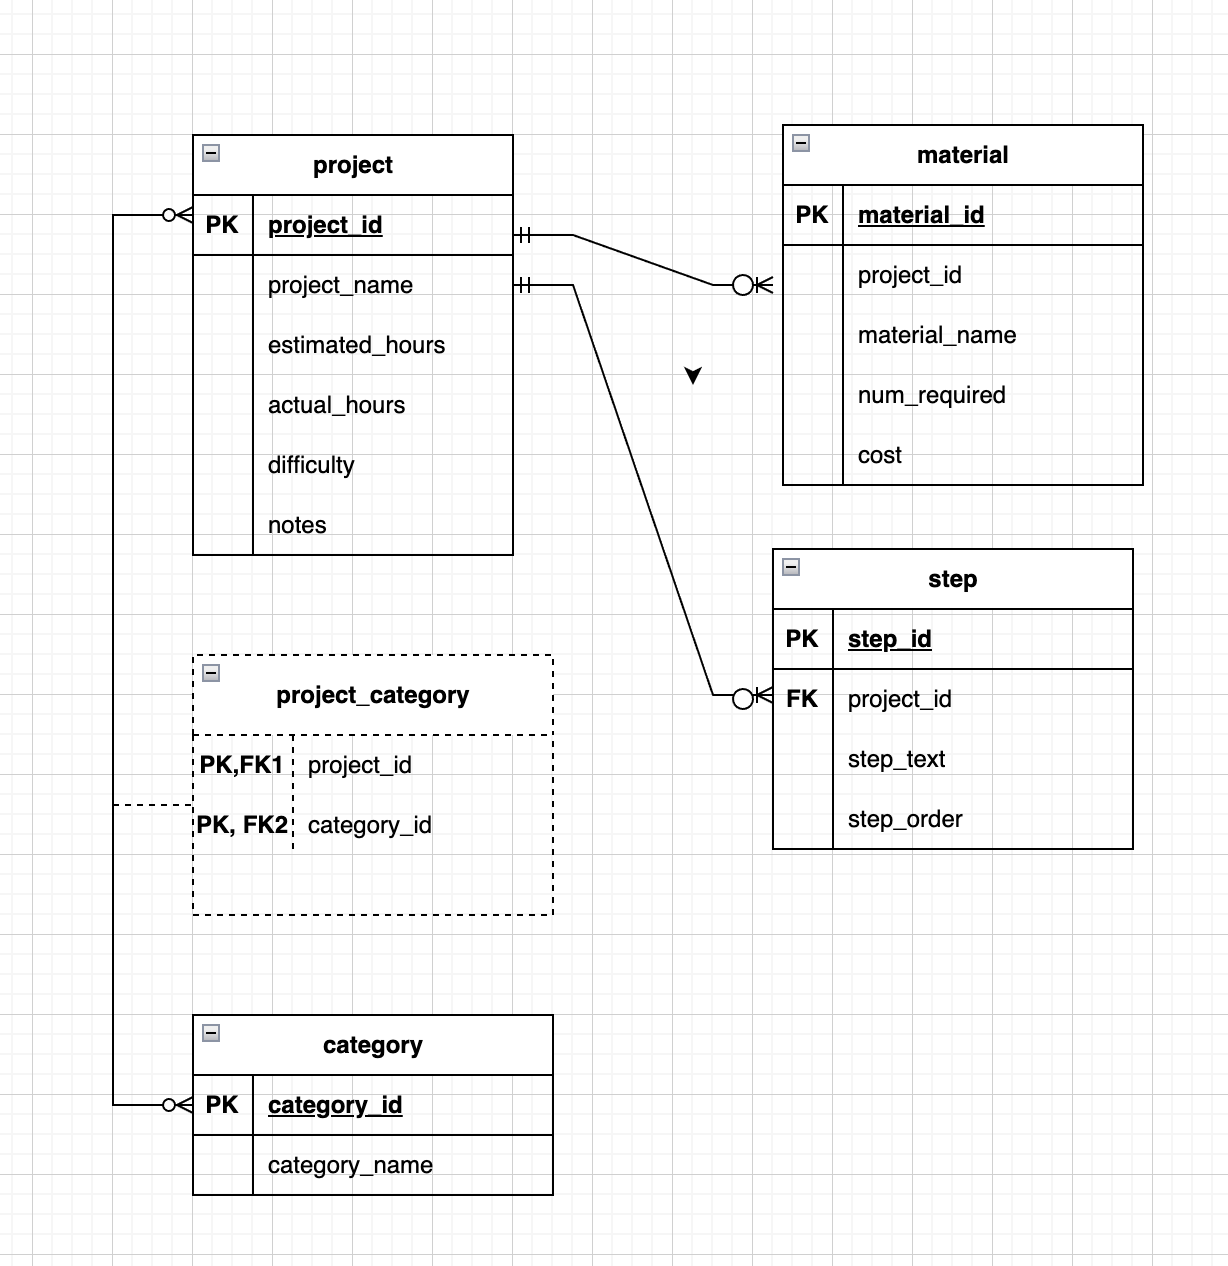 project
PK project_id
project_name
estimated_hours
actual_hours
difficulty
notes
material
PK material_id
project_id
material_name
num_required
cost
step
PK step_id
FK project_id
step_text
step_order
project_category
PK,FK1 project_id
PK, FK2 category_id
category
PK category_id
category_name